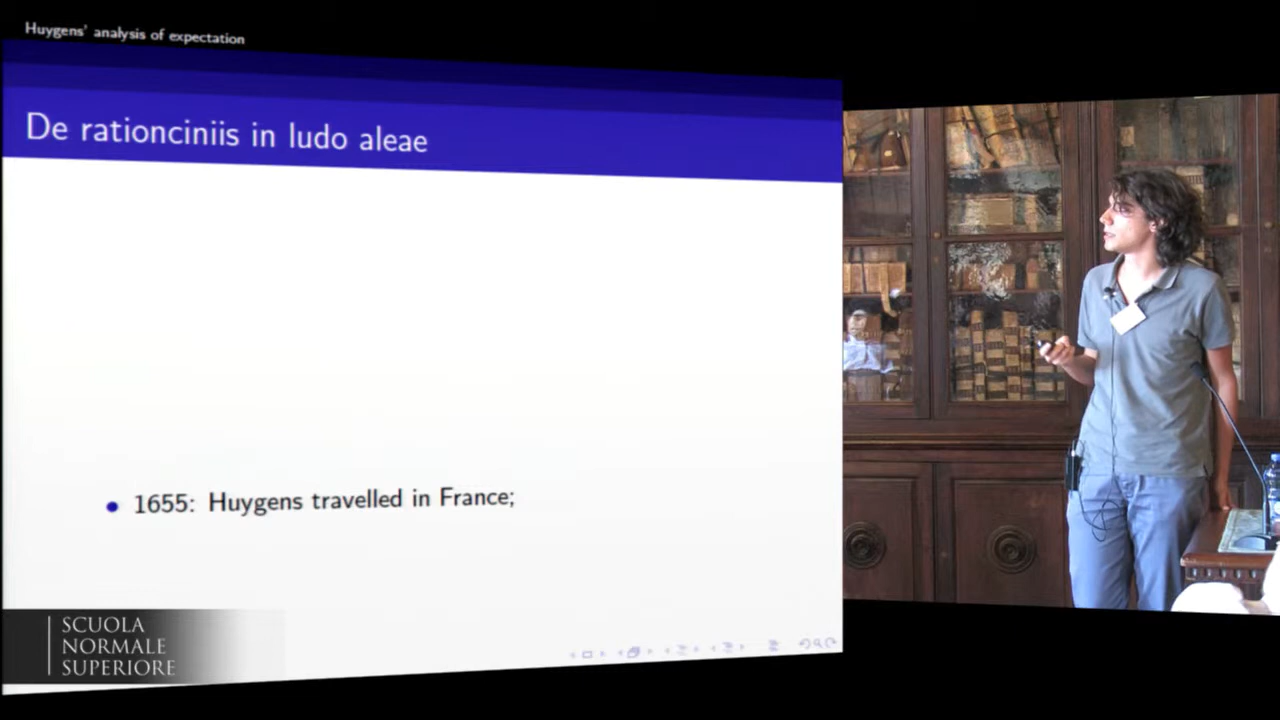 Huygens' analysis of expectation
De rationciniis in ludo aleae
• 1655: Huygens travelled in France;
SCUOLA
NORMALE
SUPERIORE